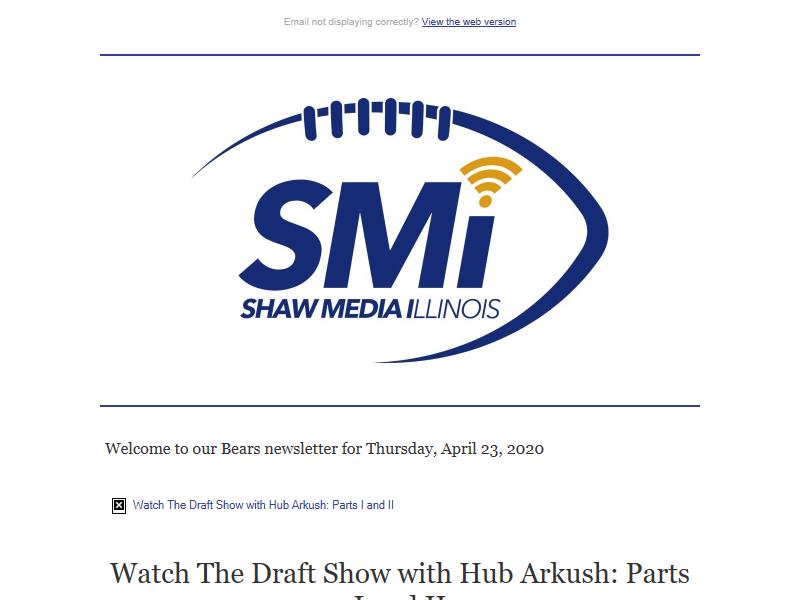 Email not displaying correctly? View the web version
SMi
SHAW MEDIA ILLINOIS
Welcome to our Bears newsletter for Thursday, April 23, 2020
Watch The Draft Show with Hub Arkush: Parts I and II
Watch The Draft Show with Hub Arkush: Parts
I and II